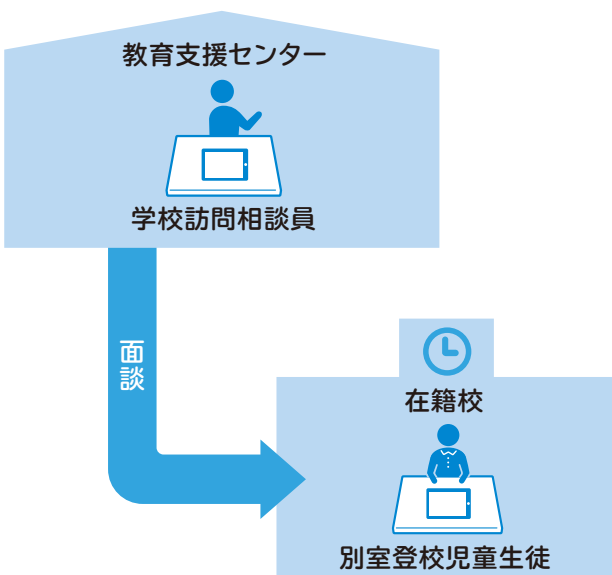 教育支援センター
学校訪問相談員
面談
在籍校
別室登校児童生徒